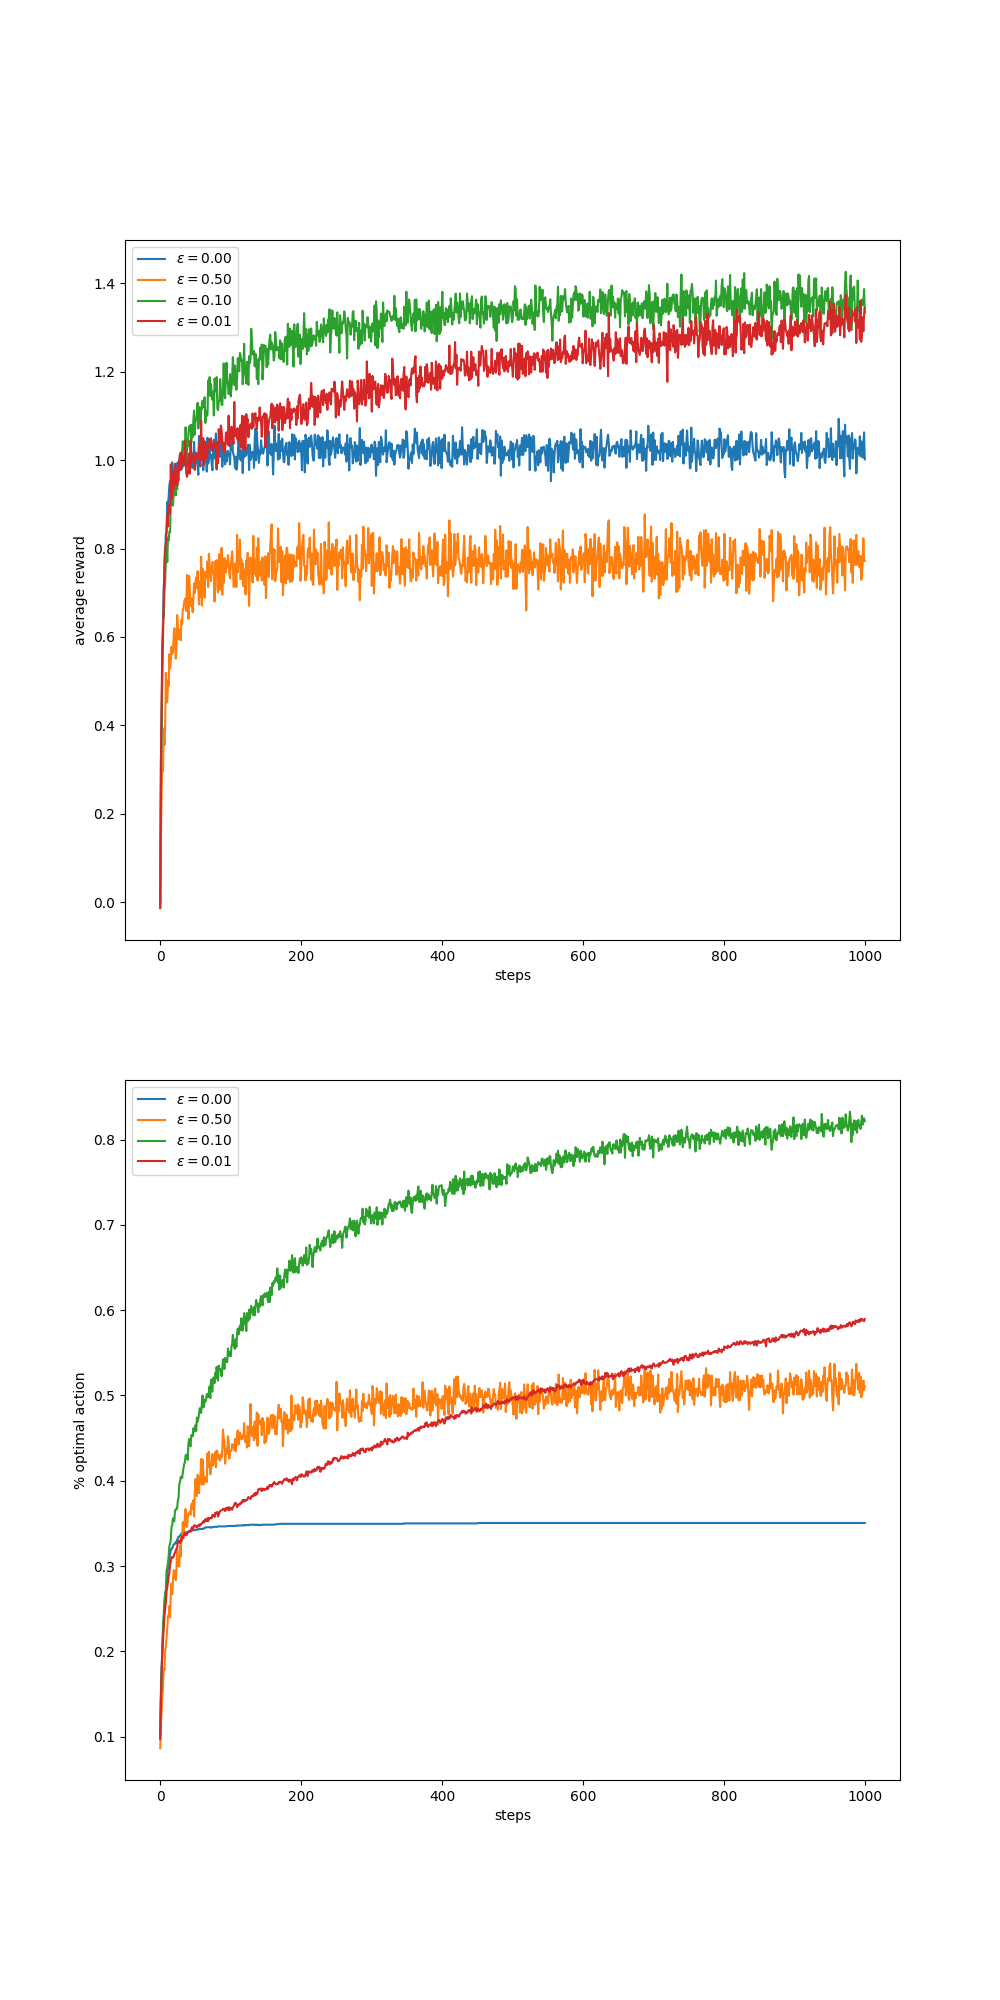 ε = 0.00
ε = 0.50
ε = 0.10
ε = 0.01
1.4
1.2
1.0
0.8
0.6
0.4
0.2
0.0
average reward
0 200 400 600 800 1000
steps
ε = 0.00
ε = 0.50
ε = 0.10
ε = 0.01
0.8
0.7
0.6
0.5
0.4
0.3
0.2
0.1
% optimal action
0 200 400 600 800 1000
steps